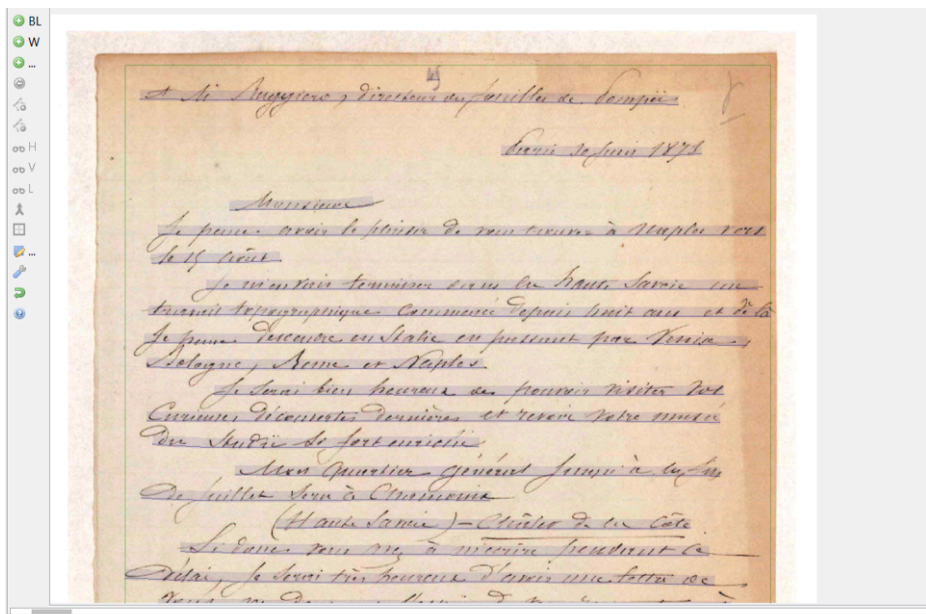 BL
W
...
H
V
L
...
A M Ruggiero, directeur des fouilles de Pompéï
Paris 10 Juin 1878
Monsieur
Je pense avoir le plaisir de vous trouver à Naples vers
le 15 Août.
Je m'en vais terminer dans la haute Savoie un
travail topographique commencé depuis huit ans et de là
Je pense descendre en Italie en passant par Venise,
Bologne, Rome et Naples.
Je serai bien heureux de pouvoir visiter vos
Curieuses découvertes dernières et revoir votre musée
Du Studii si fort enrichi
Mon quartier général jusqu'à la fin
De Juillet sera à Chamonix
(Haute Savoie) – Châlet de la Côte
Si donc vous avez à m'écrire pendant ce
Délai, je serai très heureux d'avoir une lettre de